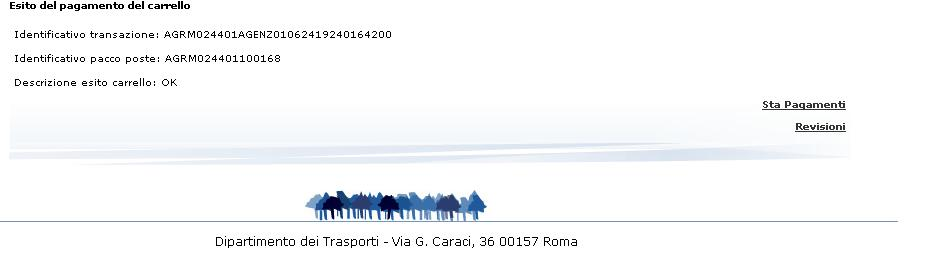 Esito del pagamento del carrello
Identificativo transazione: AGRM024401AGENZ01062419240164200
Identificativo pacco poste: AGRM024401100168
Descrizione esito carrello: OK
Sta Pagamenti
Revisioni
Dipartimento dei Trasporti - Via G. Caraci, 36 00157 Roma